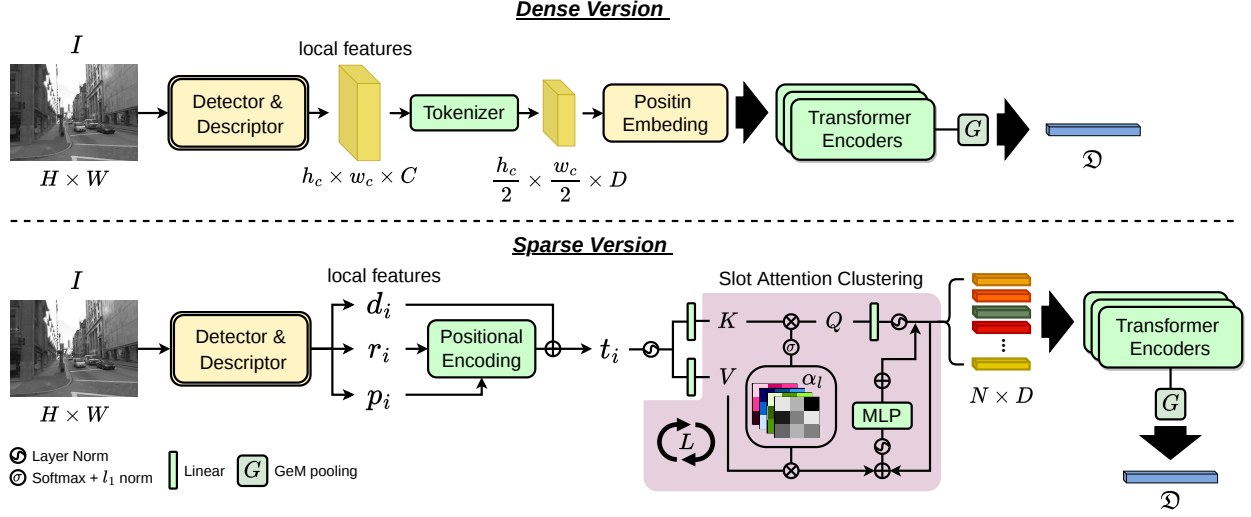 Dense Version
I
local features
Detector &
Descriptor
Tokenizer
Positin
Embeding
Transformer
Encoders
G
𝔇
H × W
h_c × w_c × C
h_c/2 × w_c/2 × D
Sparse Version
I
local features
Slot Attention Clustering
Detector &
Descriptor
d_i
r_i
p_i
Positional
Encoding
t_i
K
Q
V
σ
α_l
MLP
L
N × D
Transformer
Encoders
G
𝔇
H × W
Layer Norm
σ Softmax + l_1 norm
Linear
G GeM pooling